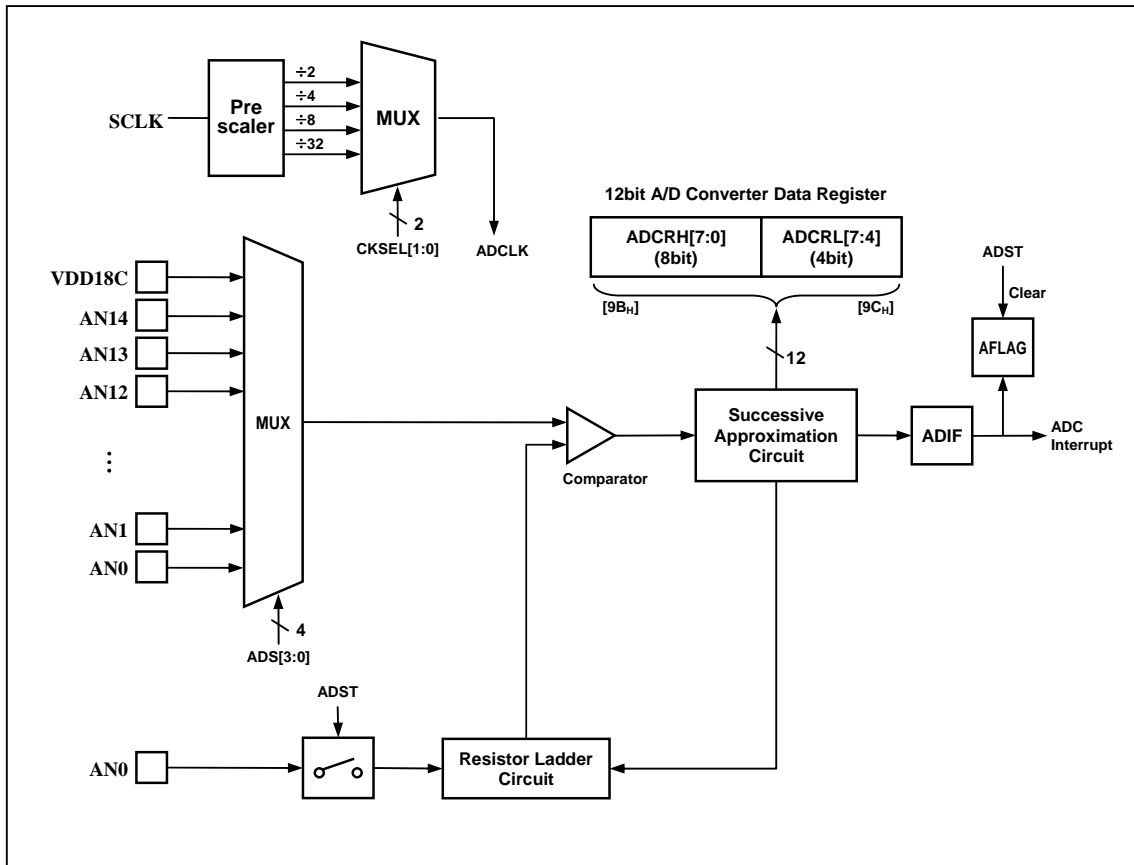 ÷2
÷4
÷8
÷32
SCLK
Pre
scaler
MUX
2
CKSEL[1:0]
ADCLK
12bit A/D Converter Data Register
ADCRH[7:0]
(8bit)
ADCRL[7:4]
(4bit)
[9BH]
[9CH]
12
ADST
Clear
AFLAG
VDD18C
AN14
AN13
AN12
⋮
AN1
AN0
MUX
4
ADS[3:0]
Comparator
Successive
Approximation
Circuit
ADIF
ADC
Interrupt
ADST
AN0
Resistor Ladder
Circuit